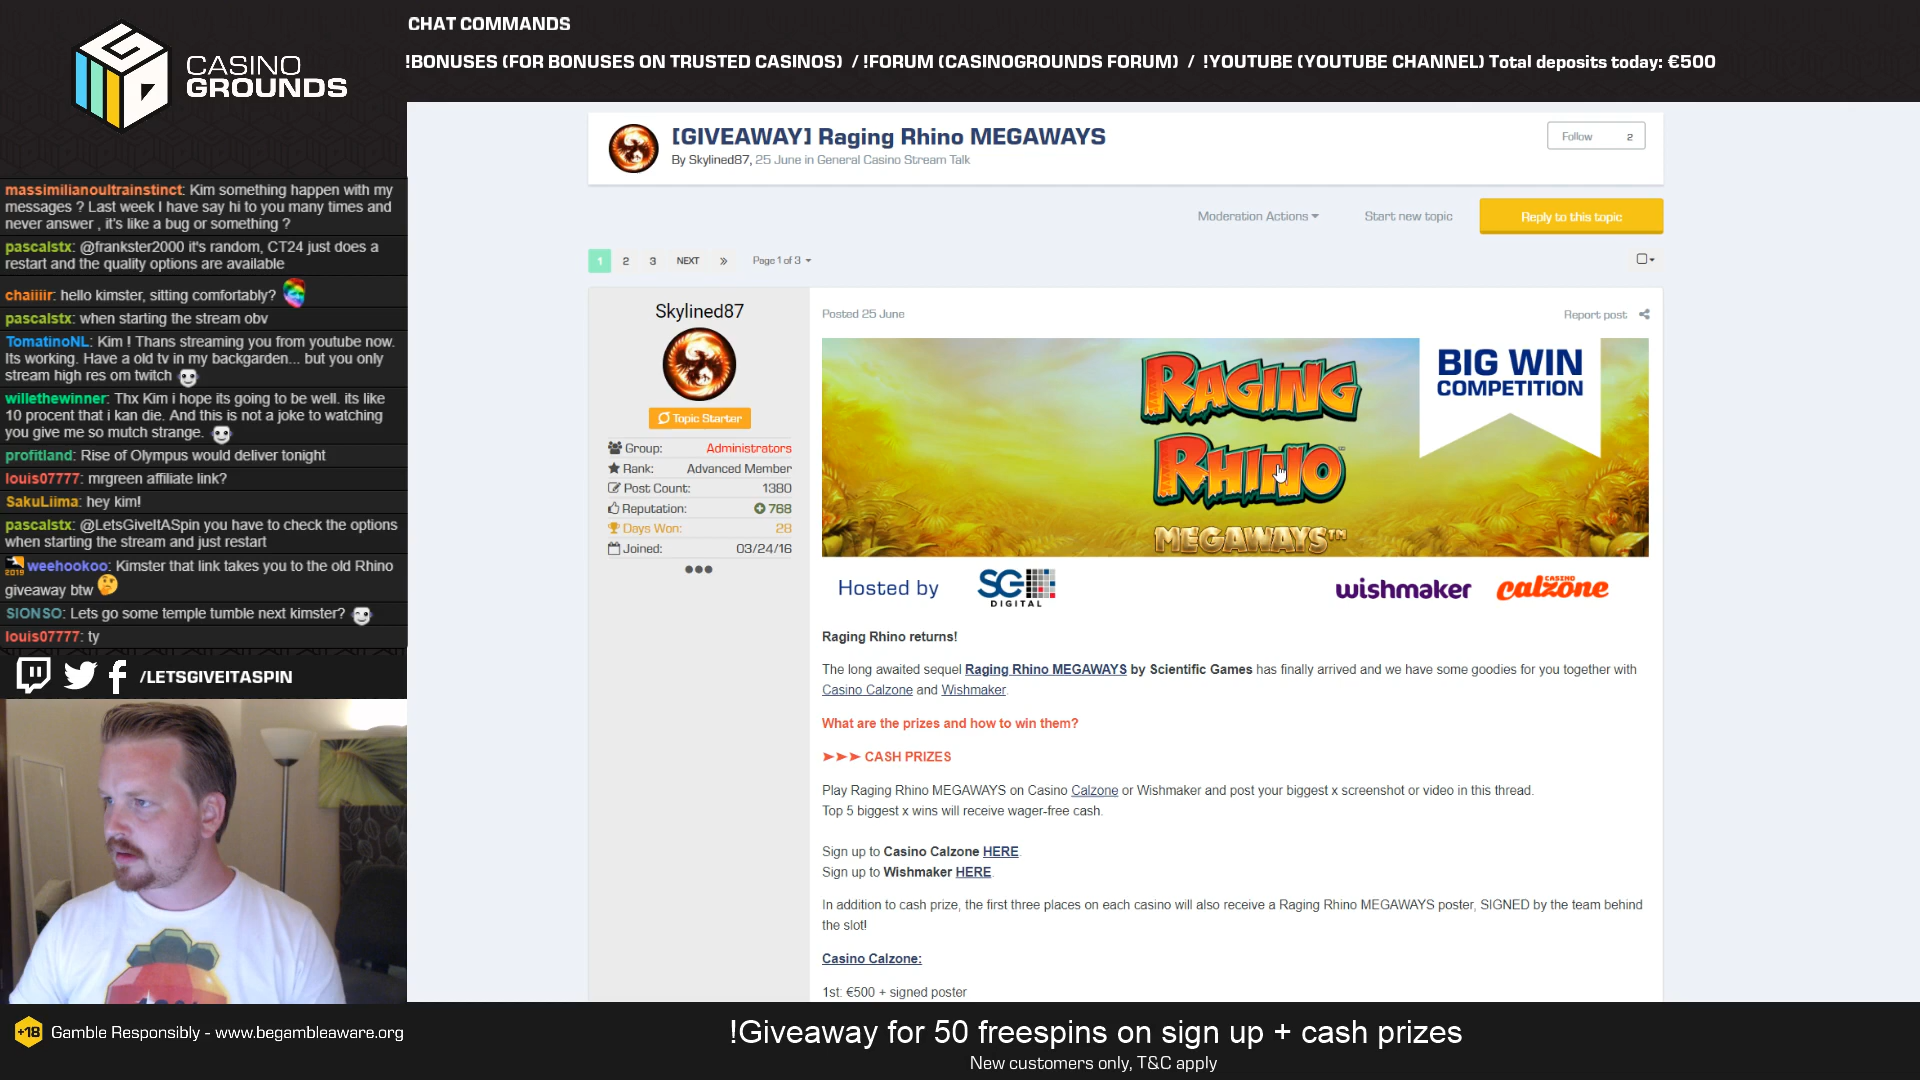 CASINO
GROUNDS
CHAT COMMANDS
!BONUSES (FOR BONUSES ON TRUSTED CASINOS) / !FORUM (CASINOGROUNDS FORUM) / !YOUTUBE (YOUTUBE CHANNEL) Total deposits today: €500
massimilianoultrainstinct: Kim something happen with my
messages ? Last week I have say hi to you many times and
never answer , it's like a bug or something ?
pascalstx: @frankster2000 it's random, CT24 just does a
restart and the quality options are available
chaiiiir: hello kimster, sitting comfortably?
pascalstx: when starting the stream obv
TomatinoNL: Kim ! Thans streaming you from youtube now.
Its working. Have a old tv in my backgarden... but you only
stream high res om twitch
willethewinner: Thx Kim i hope its going to be well. its like
10 procent that i kan die. And this is not a joke to watching
you give me so mutch strange.
profitland: Rise of Olympus would deliver tonight
louis07777: mrgreen affiliate link?
SakuLiima: hey kim!
pascalstx: @LetsGiveItASpin you have to check the options
when starting the stream and just restart
2019 weehookoo: Kimster that link takes you to the old Rhino
giveaway btw
SIONSO: Lets go some temple tumble next kimster?
louis07777: ty
/LETSGIVEITASPIN
[GIVEAWAY] Raging Rhino MEGAWAYS
By Skylined87, 25 June in General Casino Stream Talk
Follow 2
Moderation Actions Start new topic Reply to this topic
1 2 3 NEXT » Page 1 of 3
Skylined87
Topic Starter
Group: Administrators
Rank: Advanced Member
Post Count: 1380
Reputation: 768
Days Won: 28
Joined: 03/24/16
Posted 25 June
Report post
RAGING
RHINO
MEGAWAYS™
BIG WIN
COMPETITION
Hosted by SG DIGITAL wishmaker CASINO calzone
Raging Rhino returns!
The long awaited sequel Raging Rhino MEGAWAYS by Scientific Games has finally arrived and we have some goodies for you together with
Casino Calzone and Wishmaker.
What are the prizes and how to win them?
➤➤➤ CASH PRIZES
Play Raging Rhino MEGAWAYS on Casino Calzone or Wishmaker and post your biggest x screenshot or video in this thread.
Top 5 biggest x wins will receive wager-free cash.
Sign up to Casino Calzone HERE
Sign up to Wishmaker HERE
In addition to cash prize, the first three places on each casino will also receive a Raging Rhino MEGAWAYS poster, SIGNED by the team behind
the slot!
Casino Calzone:
1st: €500 + signed poster
+18 Gamble Responsibly - www.begambleaware.org
!Giveaway for 50 freespins on sign up + cash prizes
New customers only, T&C apply